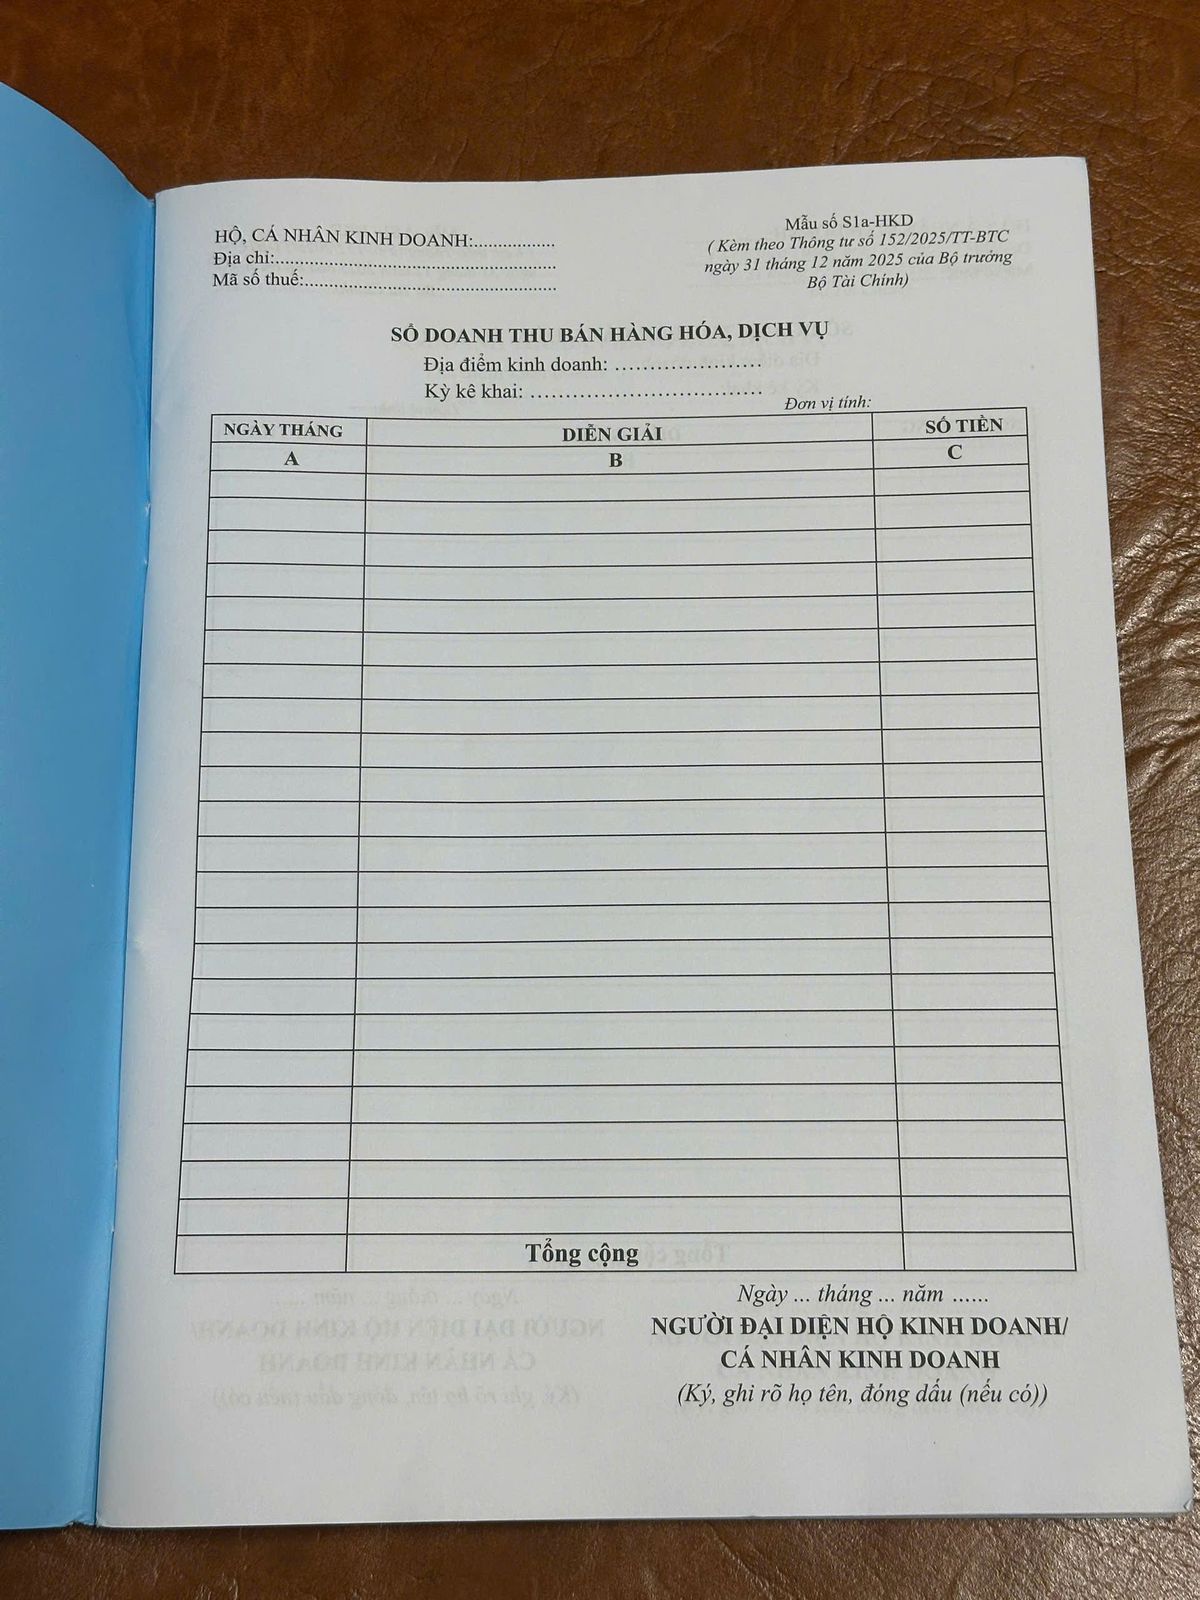 HỘ, CÁ NHÂN KINH DOANH:.................
Địa chỉ:...........................................................
Mã số thuế:.....................................................
Mẫu số S1a-HKD
( Kèm theo Thông tư số 152/2025/TT-BTC
ngày 31 tháng 12 năm 2025 của Bộ trưởng
Bộ Tài Chính)
SỔ DOANH THU BÁN HÀNG HÓA, DỊCH VỤ
Địa điểm kinh doanh: .....................
Kỳ kê khai: .................................
Đơn vị tính:
NGÀY THÁNG DIỄN GIẢI SỐ TIỀN
A B C
Tổng cộng
Ngày ... tháng ... năm ......
NGƯỜI ĐẠI DIỆN HỘ KINH DOANH/
CÁ NHÂN KINH DOANH
(Ký, ghi rõ họ tên, đóng dấu (nếu có))